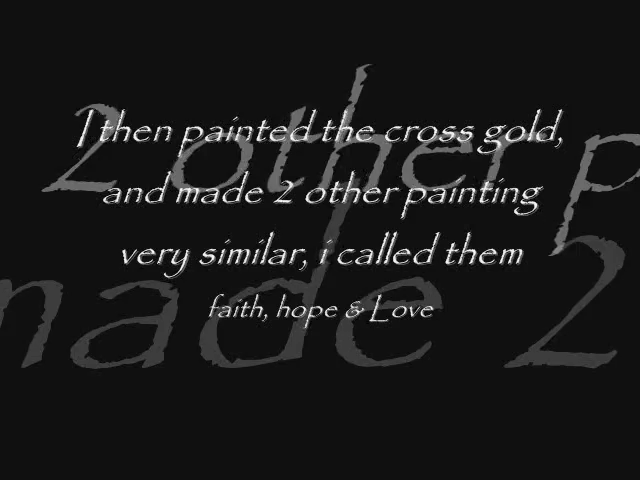 I then painted the cross gold,
and made 2 other painting
very similar, i called them
faith, hope & Love
2 other p
made 2